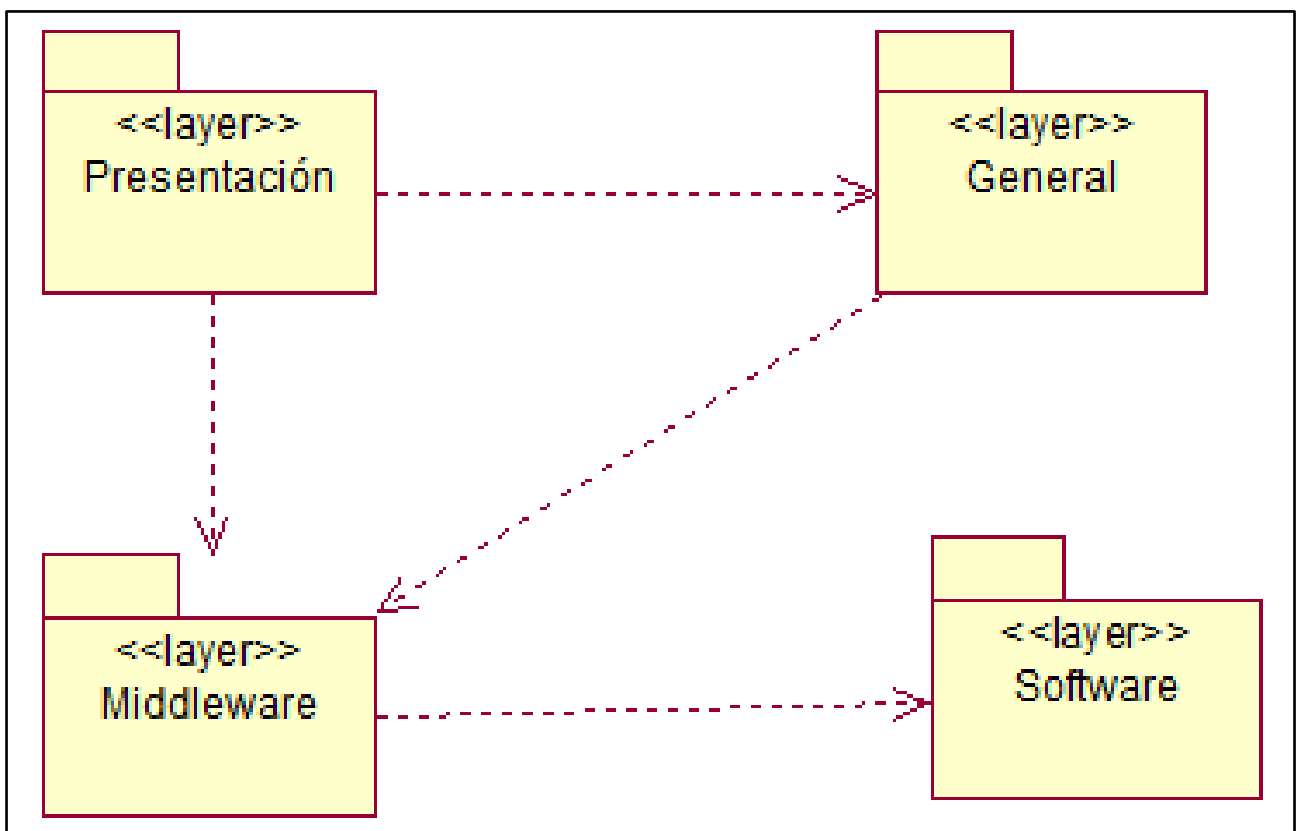 <<layer>>
Presentación
<<layer>>
General
<<layer>>
Middleware
<<layer>>
Software